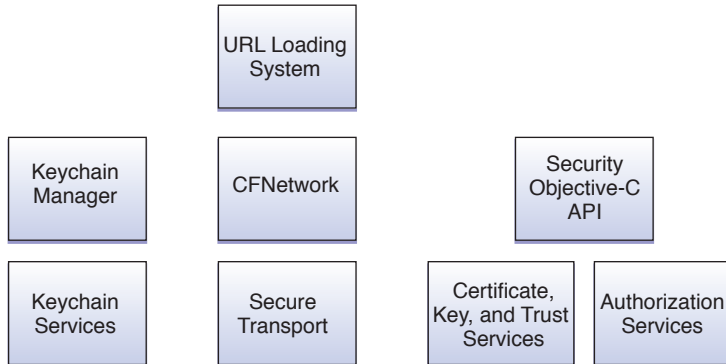 URL Loading
System
Keychain
Manager
CFNetwork
Security
Objective-C
API
Keychain
Services
Secure
Transport
Certificate,
Key, and Trust
Services
Authorization
Services